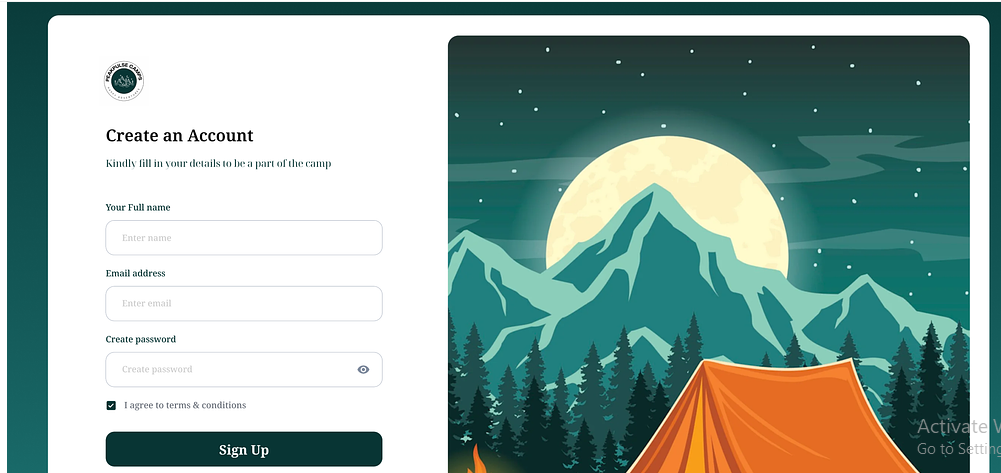 PEAKPULSE CAMPS
Create an Account
Kindly fill in your details to be a part of the camp
Your Full name
Enter name
Email address
Enter email
Create password
Create password
I agree to terms & conditions
Sign Up
Activate W
Go to Setting